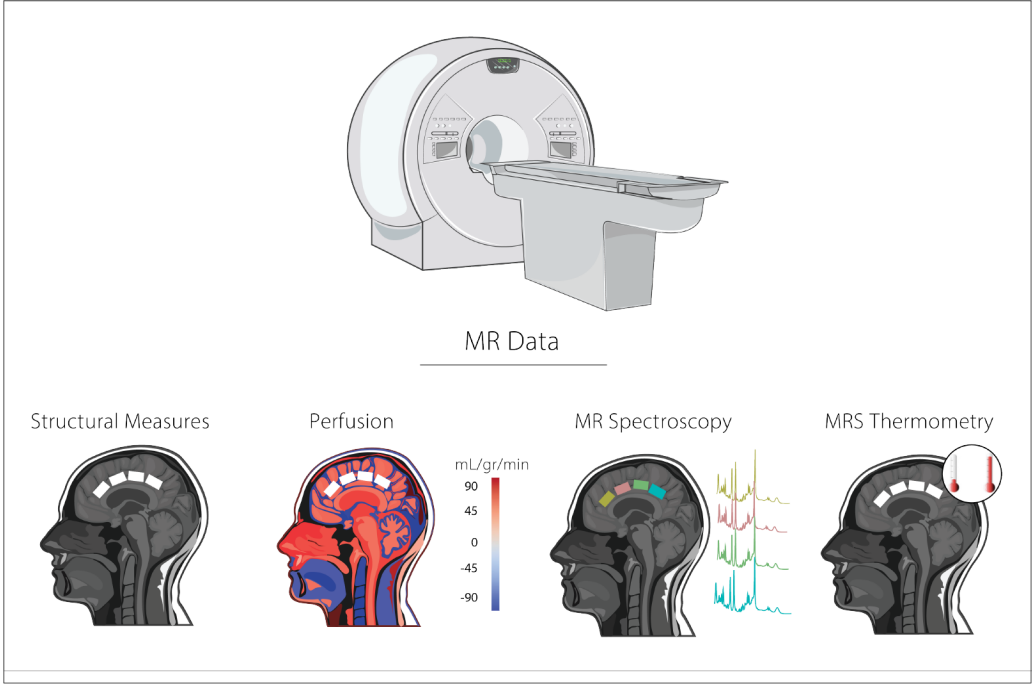 MR Data
Structural Measures
Perfusion
MR Spectroscopy
MRS Thermometry
mL/gr/min
90
45
0
-45
-90